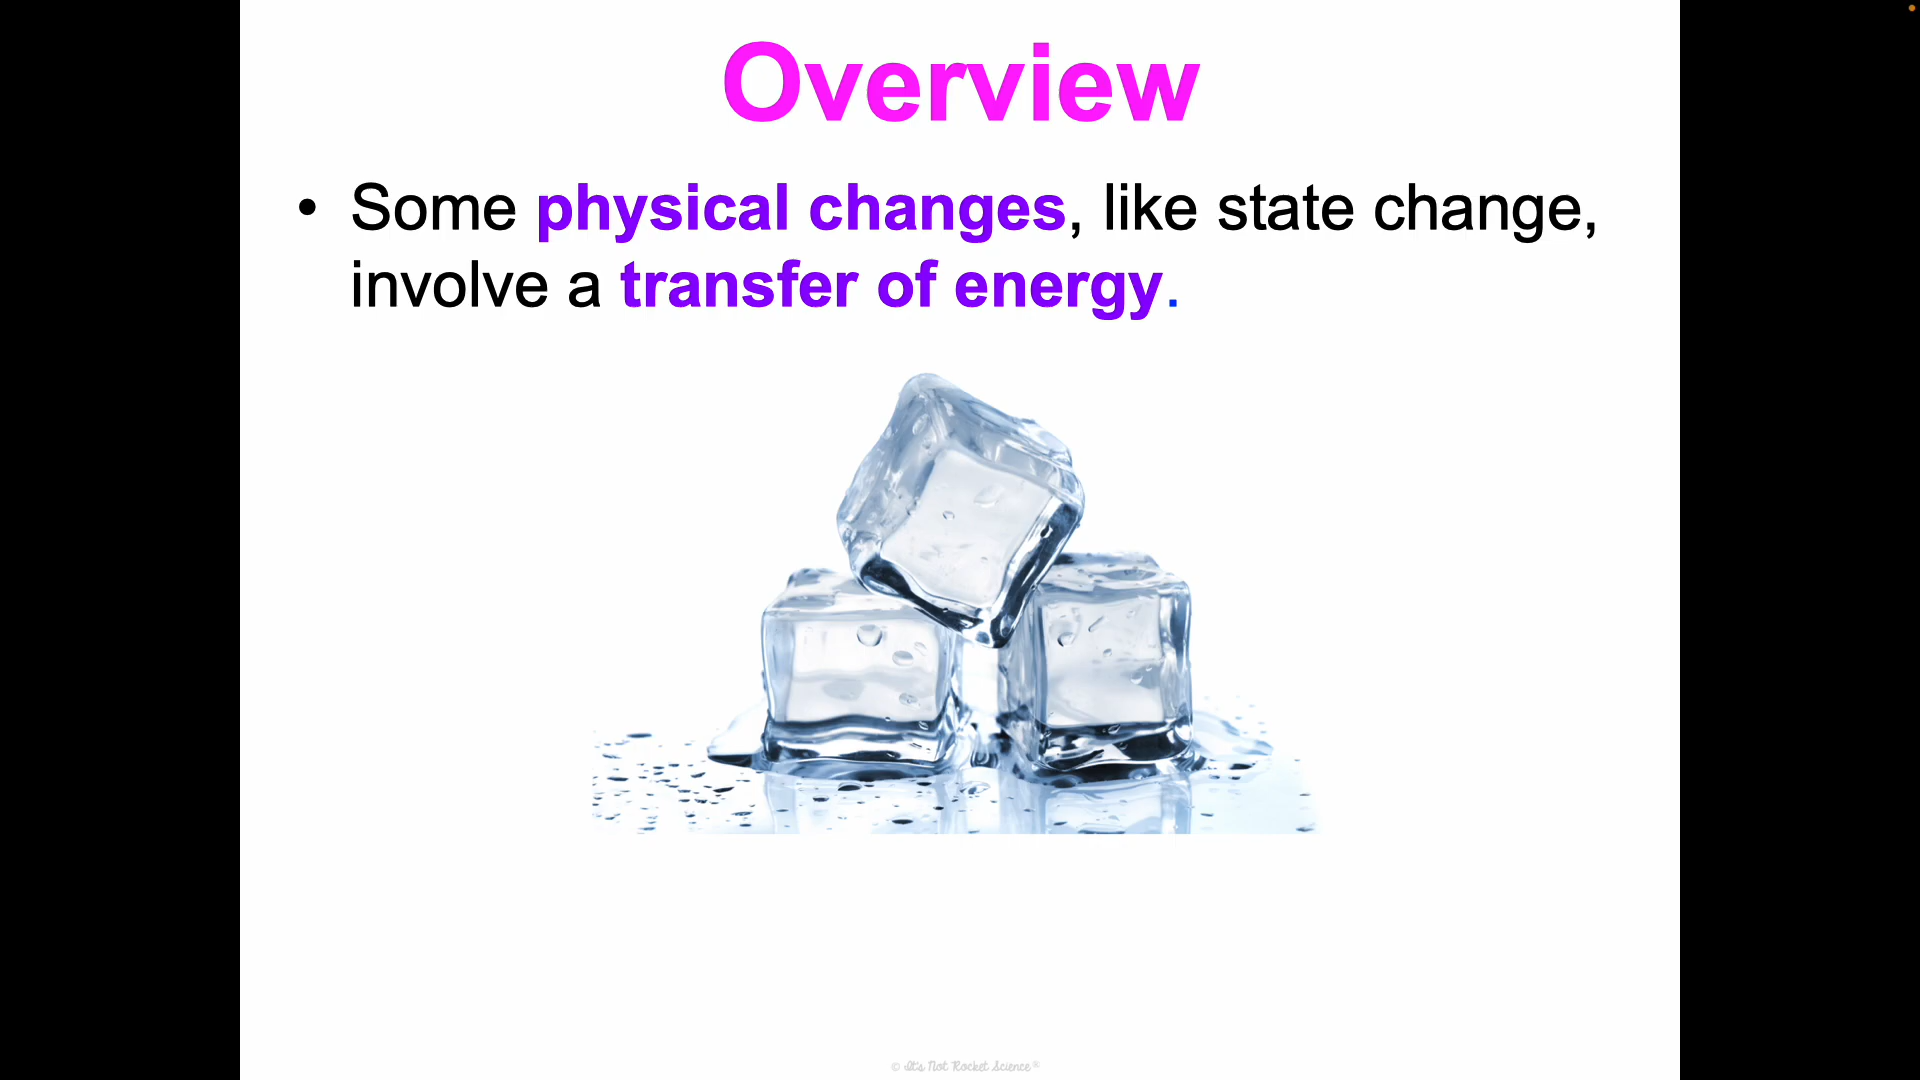 Overview
• Some physical changes, like state change,
involve a transfer of energy.
© It's Not Rocket Science®